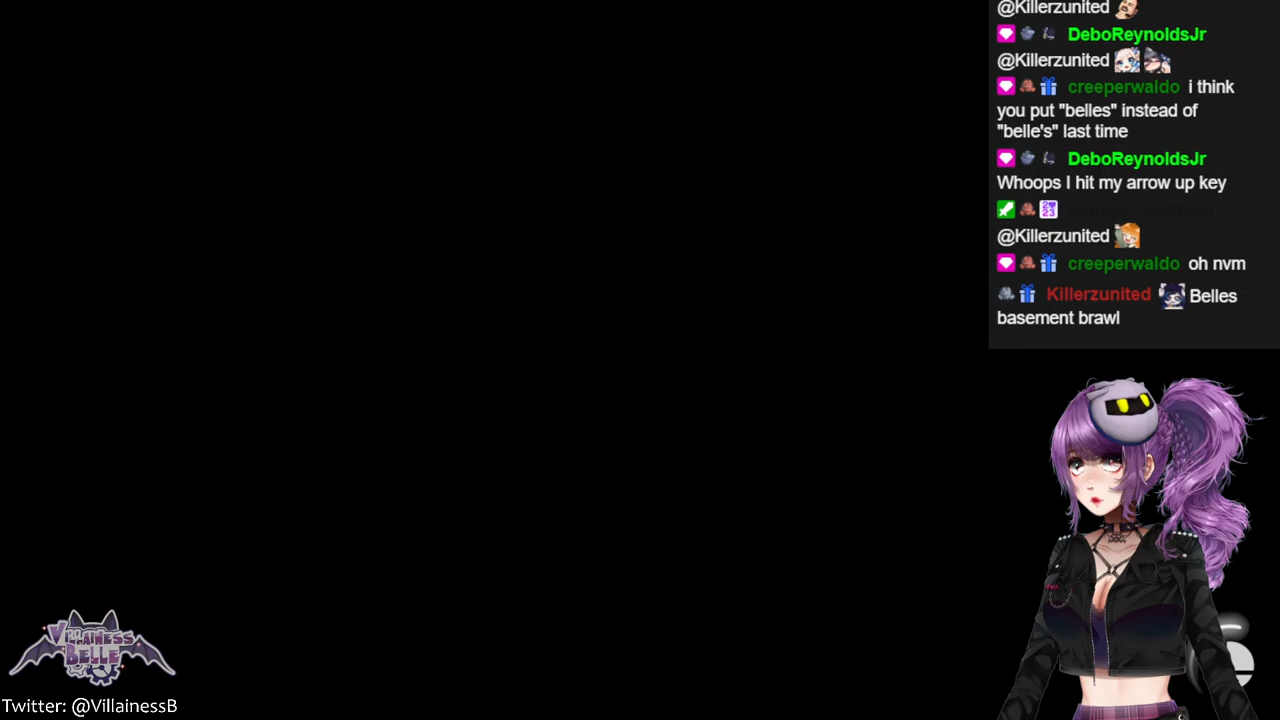 @Killerzunited
DeboReynoldsJr
@Killerzunited
creeperwaldo i think
you put "belles" instead of
"belle's" last time
DeboReynoldsJr
Whoops I hit my arrow up key
@Killerzunited
creeperwaldo oh nvm
Killerzunited Belles
basement brawl
VILLAINESS
BELLE
Twitter: @VillainessB